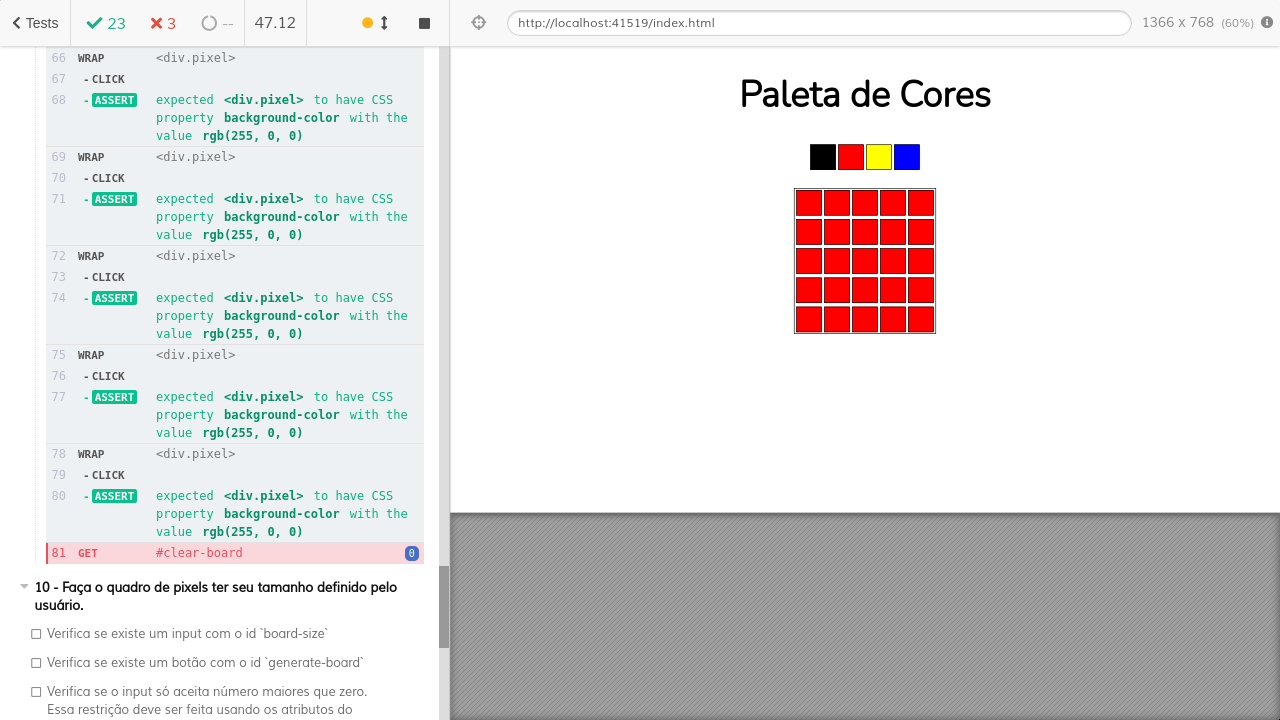 Tests 23 3 -- 47.12
http://localhost:41519/index.html 1366 x 768 (60%)
66 WRAP <div.pixel>
67 - CLICK
68 - ASSERT expected <div.pixel> to have CSS
property background-color with the
value rgb(255, 0, 0)
69 WRAP <div.pixel>
70 - CLICK
71 - ASSERT expected <div.pixel> to have CSS
property background-color with the
value rgb(255, 0, 0)
72 WRAP <div.pixel>
73 - CLICK
74 - ASSERT expected <div.pixel> to have CSS
property background-color with the
value rgb(255, 0, 0)
75 WRAP <div.pixel>
76 - CLICK
77 - ASSERT expected <div.pixel> to have CSS
property background-color with the
value rgb(255, 0, 0)
78 WRAP <div.pixel>
79 - CLICK
80 - ASSERT expected <div.pixel> to have CSS
property background-color with the
value rgb(255, 0, 0)
81 GET #clear-board 0
10 - Faça o quadro de pixels ter seu tamanho definido pelo
usuário.
Verifica se existe um input com o id `board-size`
Verifica se existe um botão com o id `generate-board`
Verifica se o input só aceita número maiores que zero.
Essa restrição deve ser feita usando os atributos do
Paleta de Cores